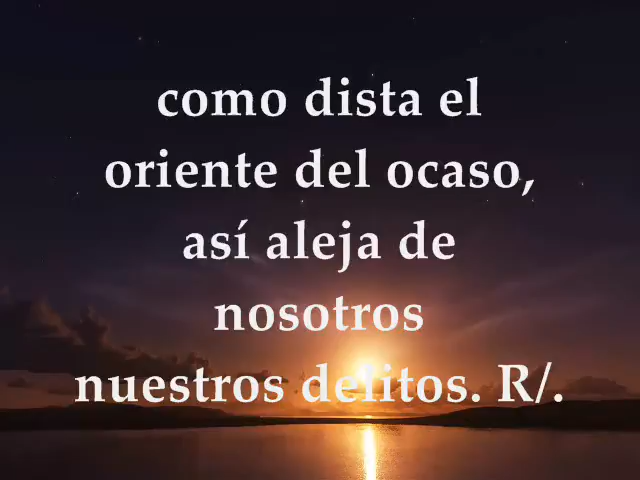 como dista el
oriente del ocaso,
así aleja de
nosotros
nuestros delitos. R/.